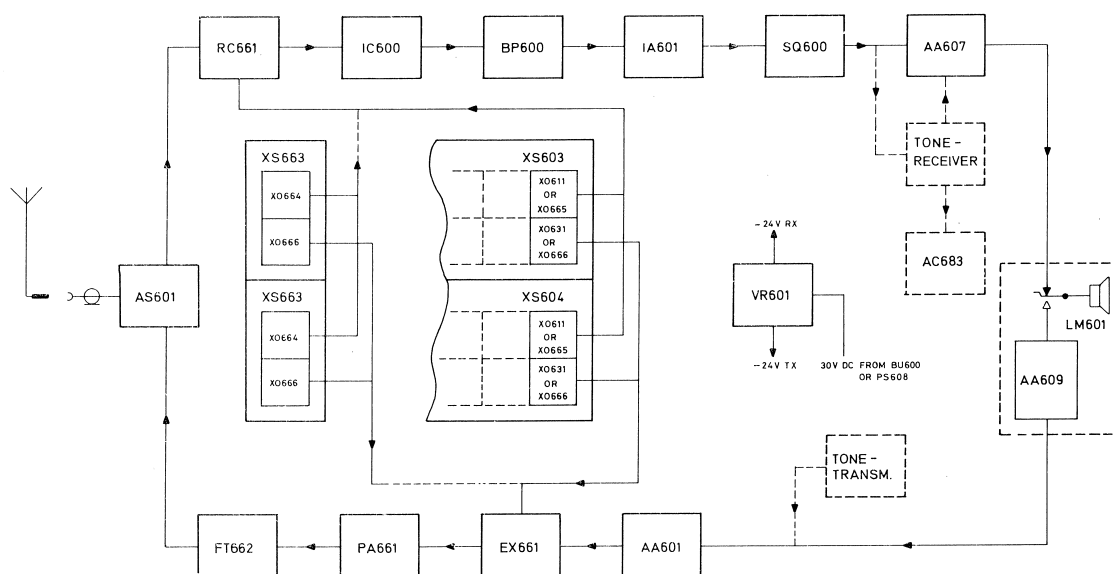 RC661
IC600
BP600
IA601
SQ600
AA607
XS663
XO664
XO666
XS663
XO664
XO666
XS603
XO611
OR
XO665
XO631
OR
XO666
XS604
XO611
OR
XO665
XO631
OR
XO666
TONE-
RECEIVER
AC683
-24V RX
VR601
-24V TX
30V DC FROM BU600
OR PS608
AS601
LM601
AA609
TONE-
TRANSM.
FT662
PA661
EX661
AA601